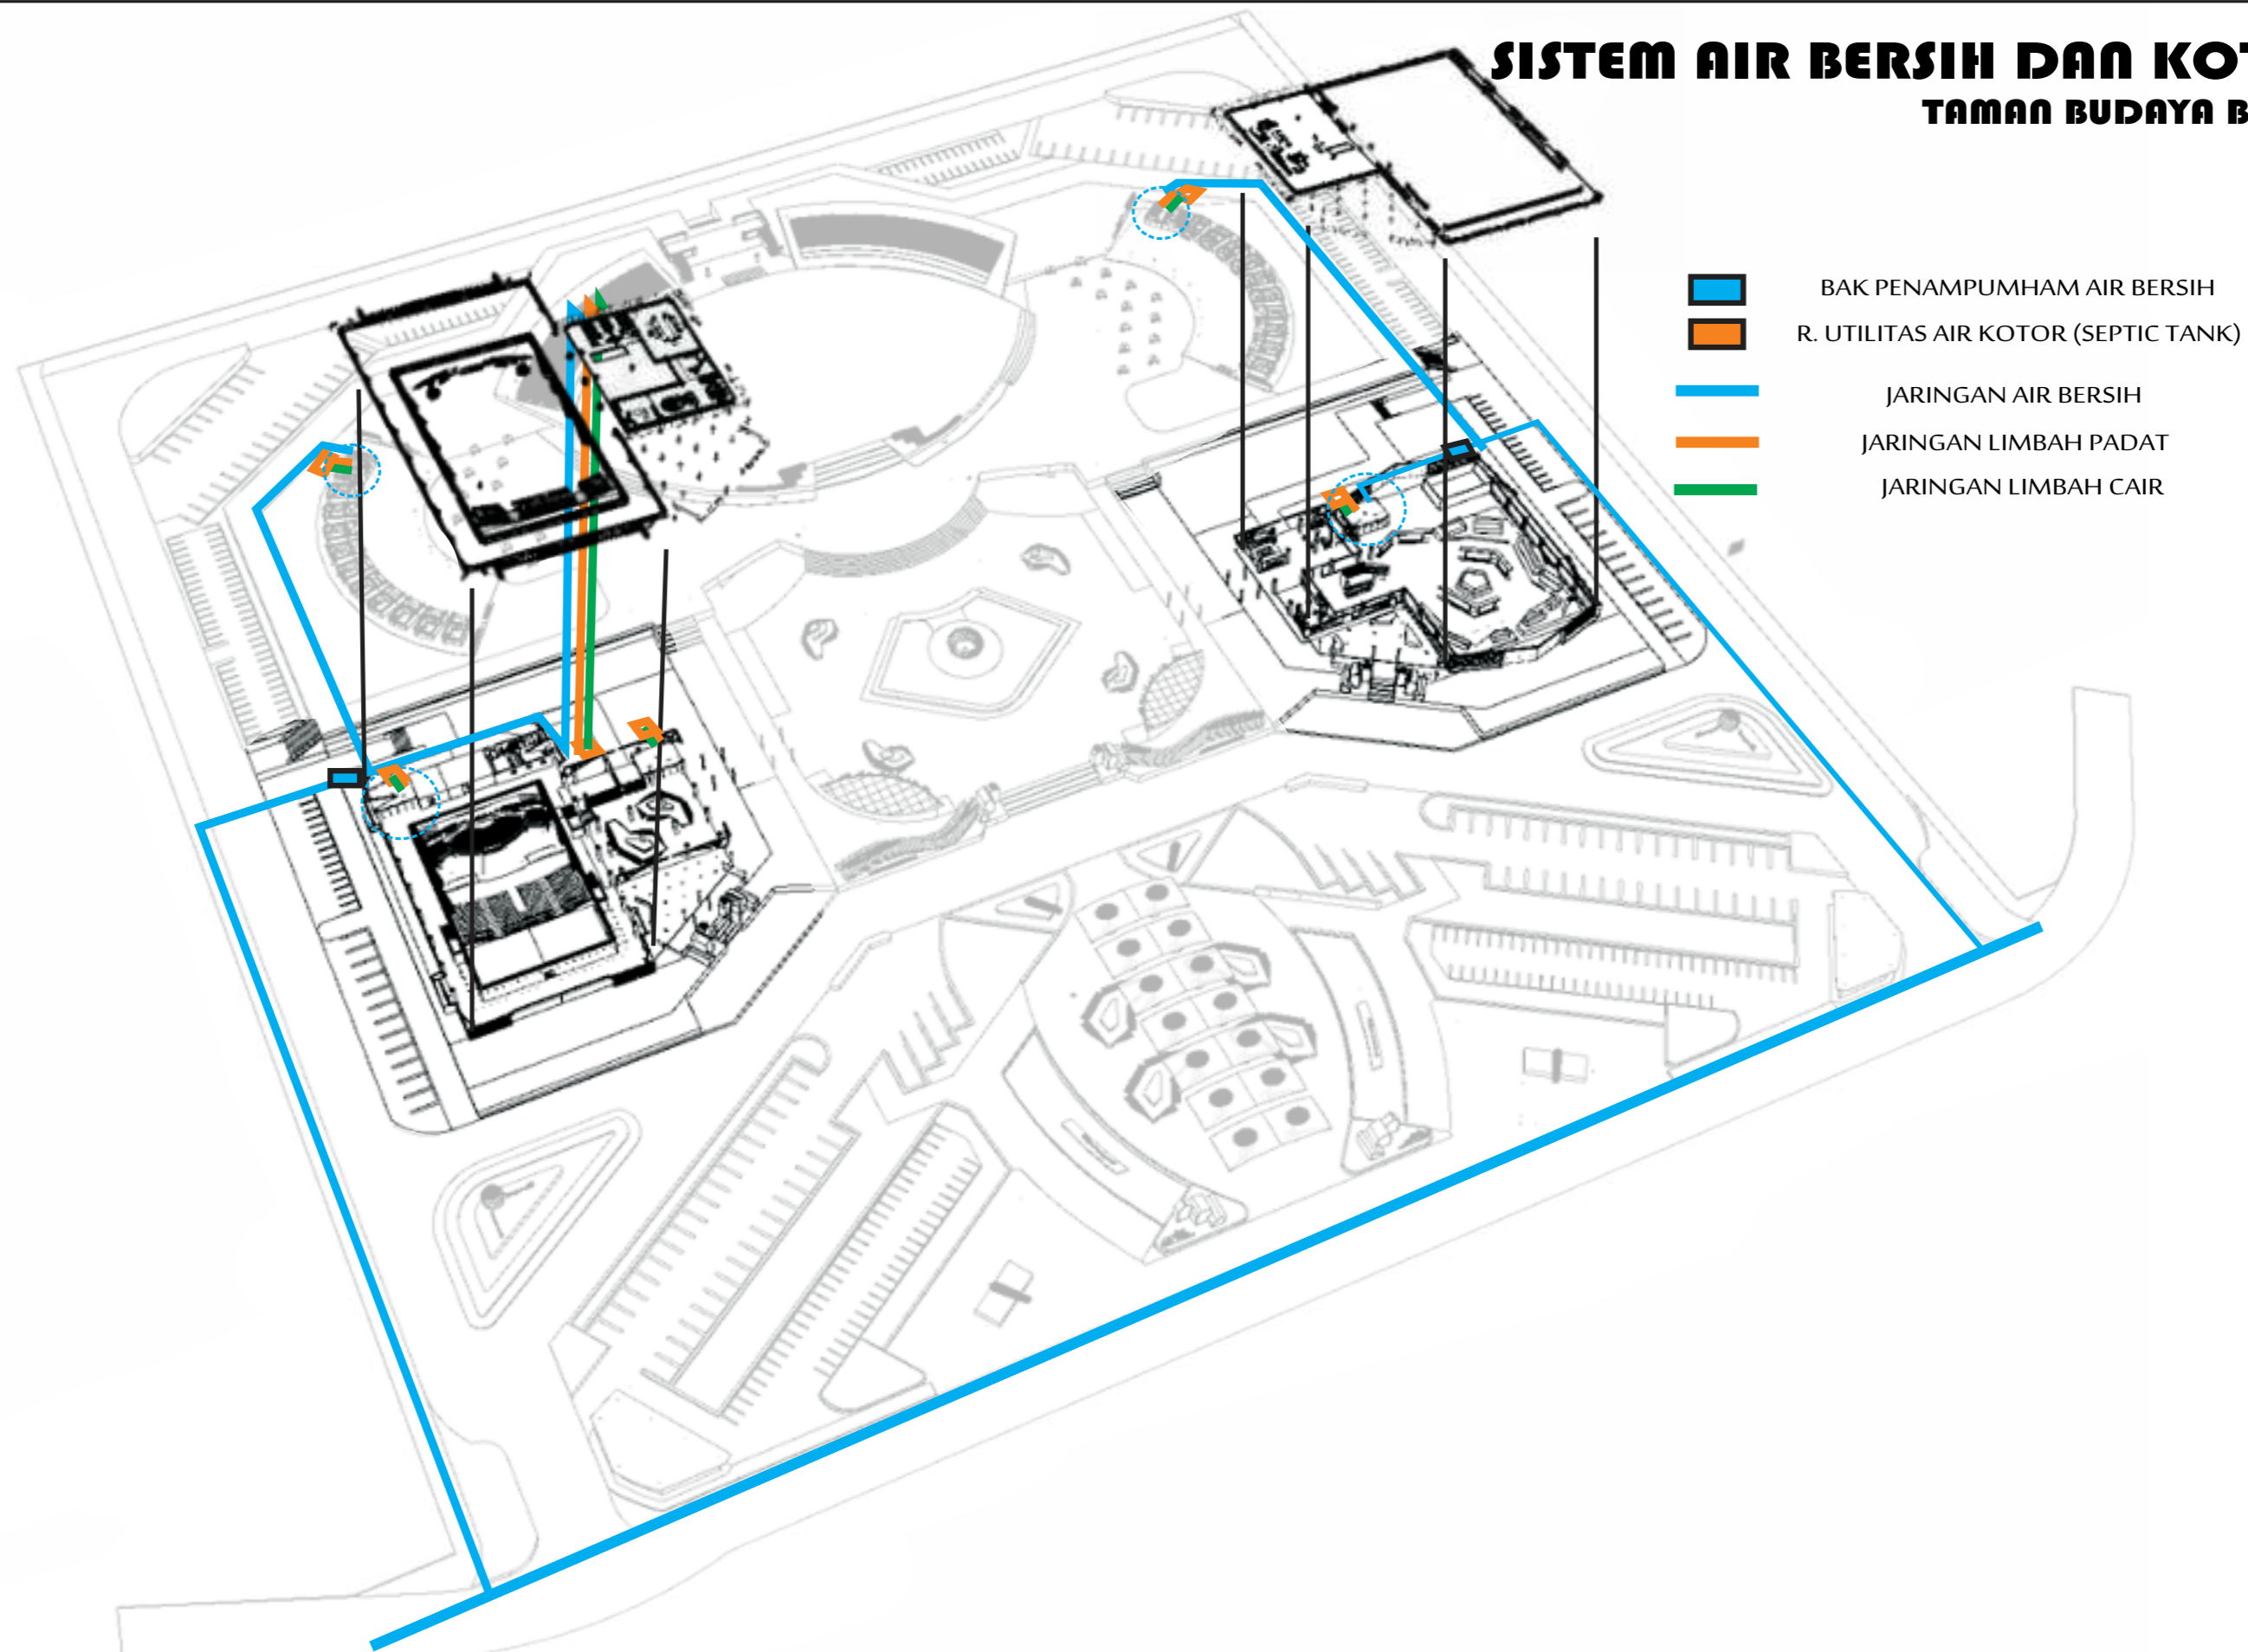 SISTEM AIR BERSIH DAN KOT
TAMAN BUDAYA B
BAK PENAMPUMHAM AIR BERSIH
R. UTILITAS AIR KOTOR (SEPTIC TANK)
JARINGAN AIR BERSIH
JARINGAN LIMBAH PADAT
JARINGAN LIMBAH CAIR